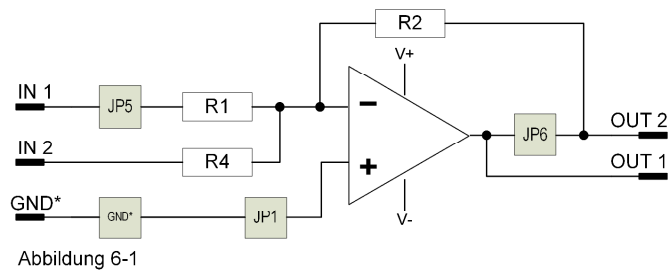 R2
V+
IN 1
JP5
R1
−
IN 2
R4
+
JP6
OUT 2
OUT 1
GND*
GND*
JP1
V-
Abbildung 6-1